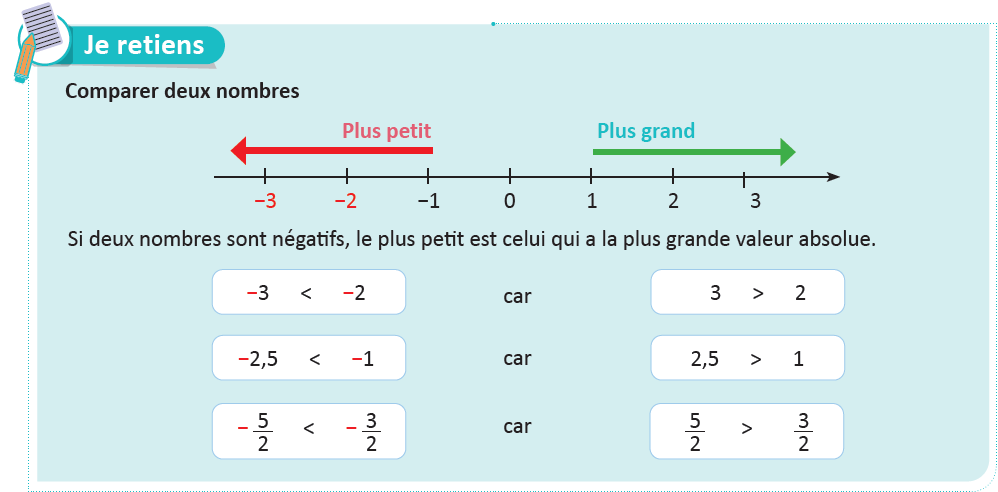 Je retiens
Comparer deux nombres
Plus petit Plus grand
−3 −2 −1 0 1 2 3
Si deux nombres sont négatifs, le plus petit est celui qui a la plus grande valeur absolue.
−3 < −2 car 3 > 2
−2,5 < −1 car 2,5 > 1
−5/2 < −3/2 car 5/2 > 3/2